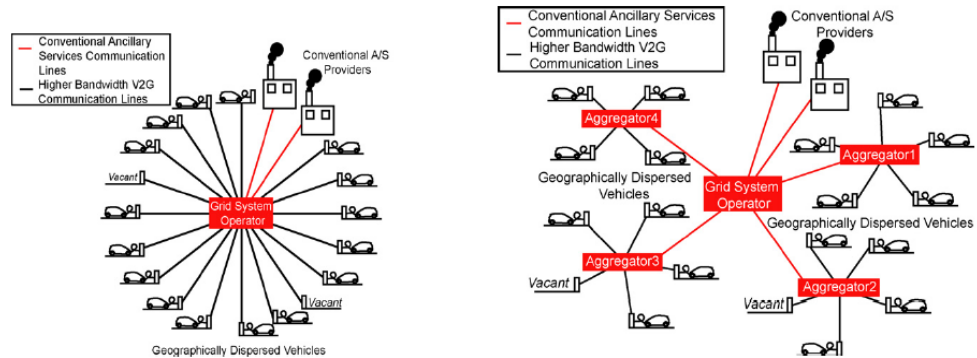 Conventional Ancillary
Services Communication
Lines
Higher Bandwidth V2G
Communication Lines
Conventional A/S
Providers
Vacant
Grid System
Operator
Vacant
Geographically Dispersed Vehicles
Conventional Ancillary Services
Communication Lines
Higher Bandwidth V2G
Communication Lines
Conventional A/S
Providers
Aggregator4
Aggregator1
Geographically Dispersed
Vehicles
Grid System
Operator
Geographically Dispersed Vehicles
Aggregator3
Vacant
Aggregator2
Vacant